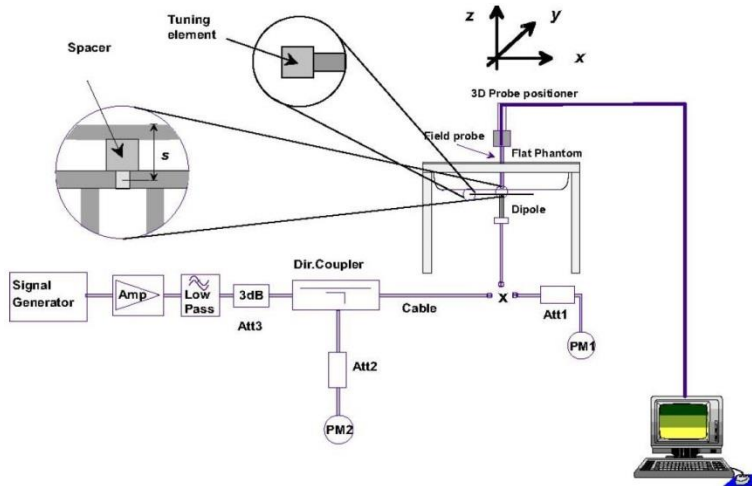 Tuning
element
Spacer
s
z
y
x
3D Probe positioner
Field probe
Flat Phantom
Dipole
Dir.Coupler
Signal
Generator
Amp
Low
Pass
3dB
Att3
Cable
x
Att1
PM1
Att2
PM2